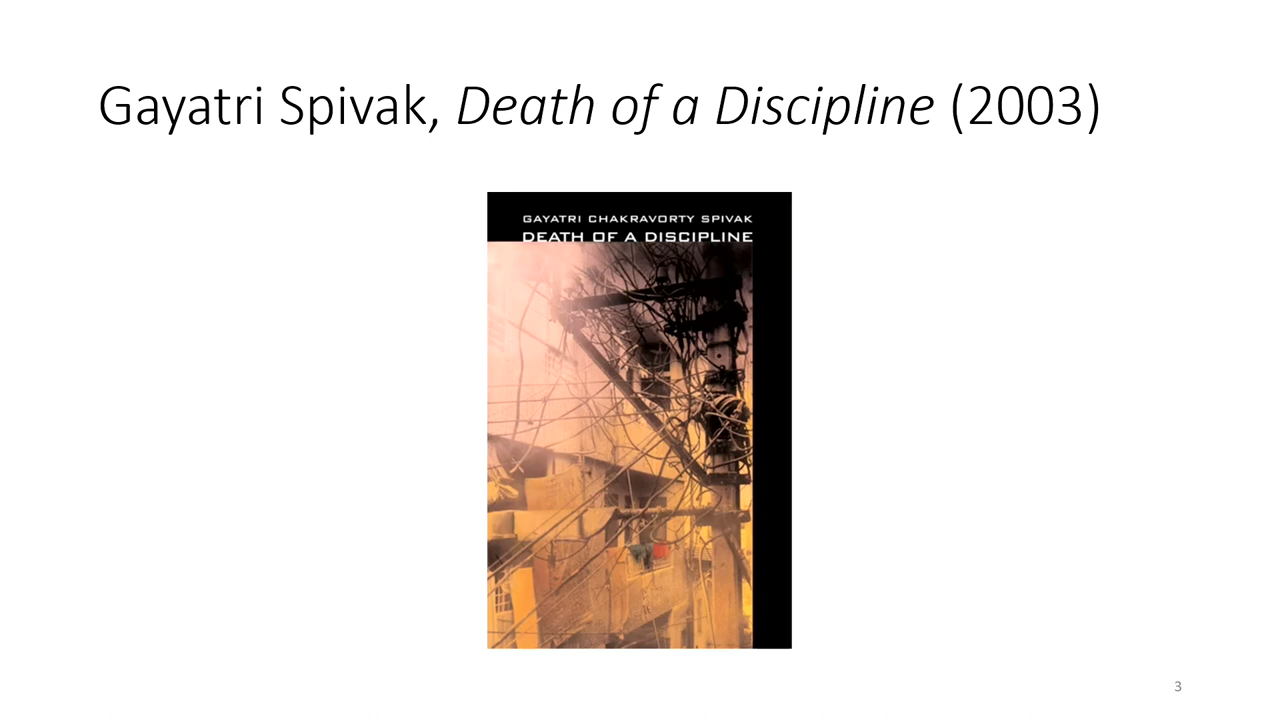 Gayatri Spivak, Death of a Discipline (2003)
GAYATRI CHAKRAVORTY SPIVAK
DEATH OF A DISCIPLINE
3